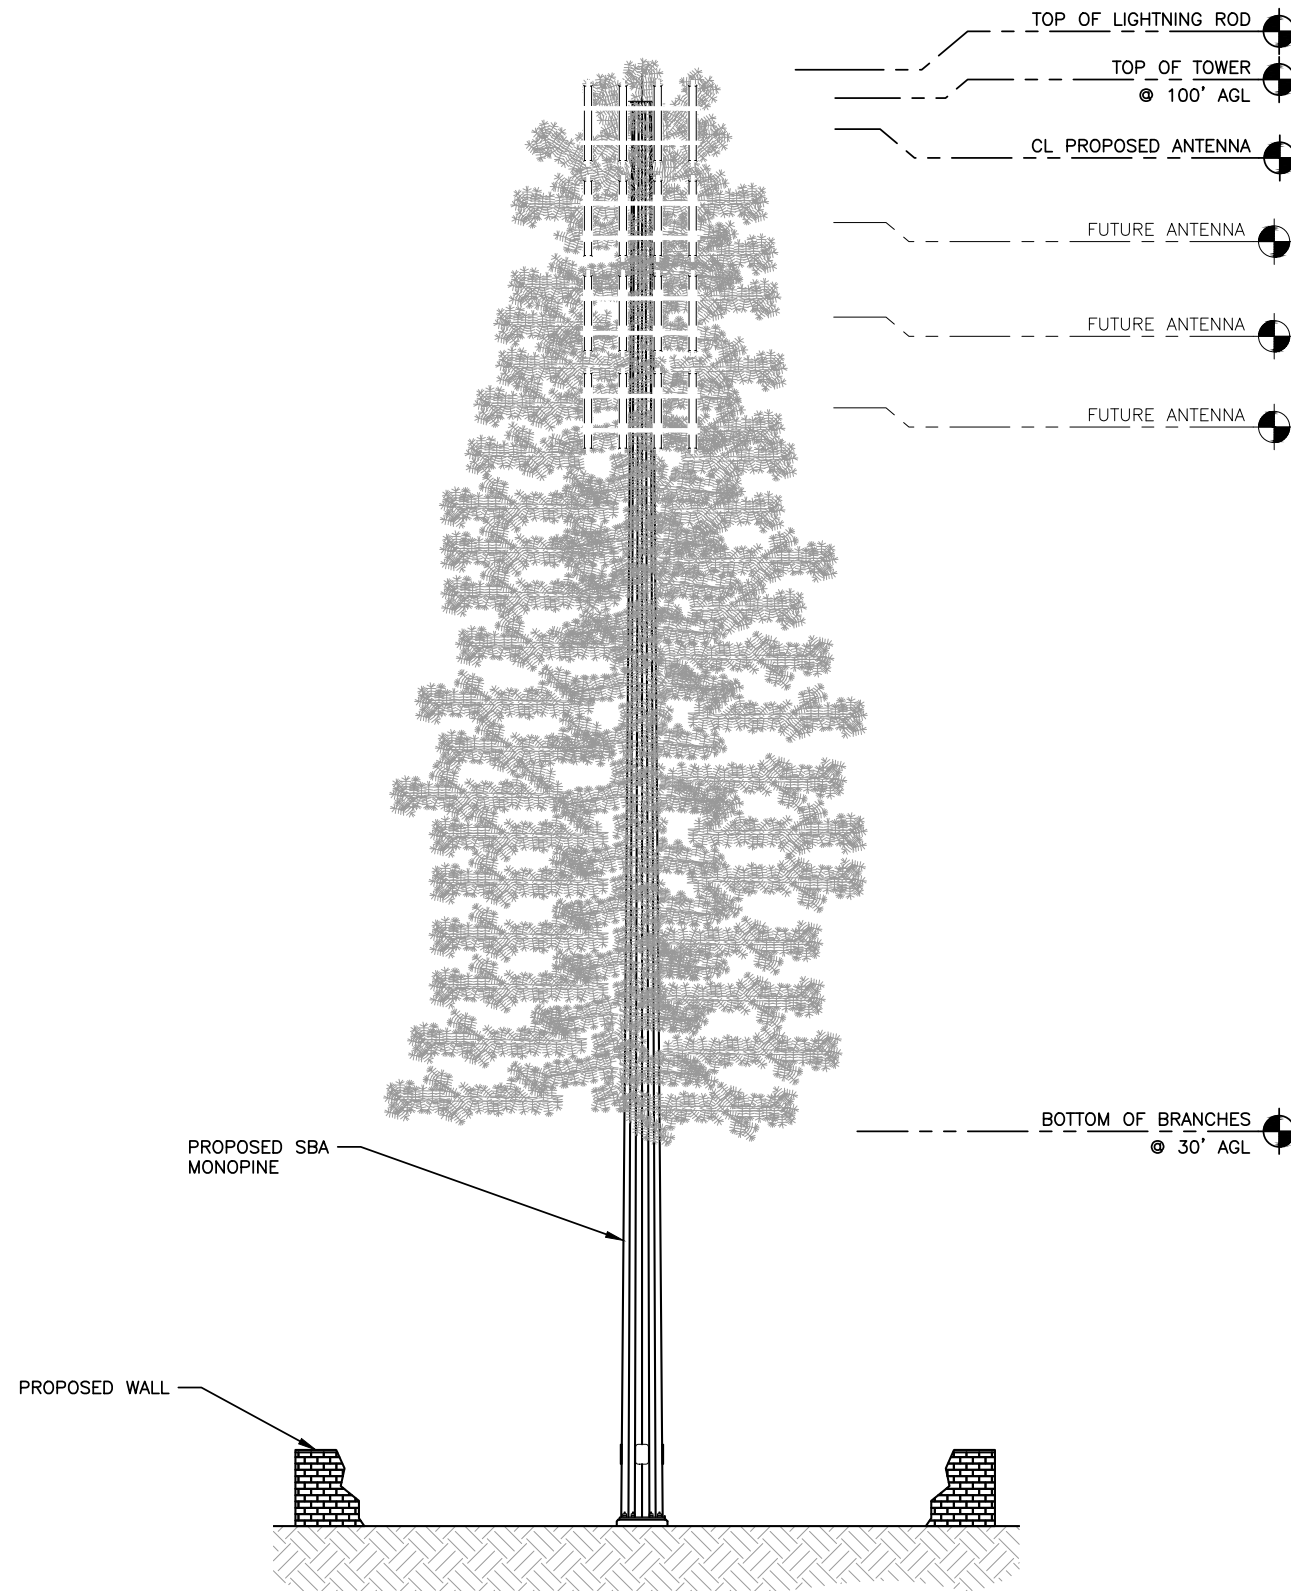 TOP OF LIGHTNING ROD
TOP OF TOWER
@ 100' AGL
CL PROPOSED ANTENNA
FUTURE ANTENNA
FUTURE ANTENNA
FUTURE ANTENNA
BOTTOM OF BRANCHES
@ 30' AGL
PROPOSED SBA
MONOPINE
PROPOSED WALL